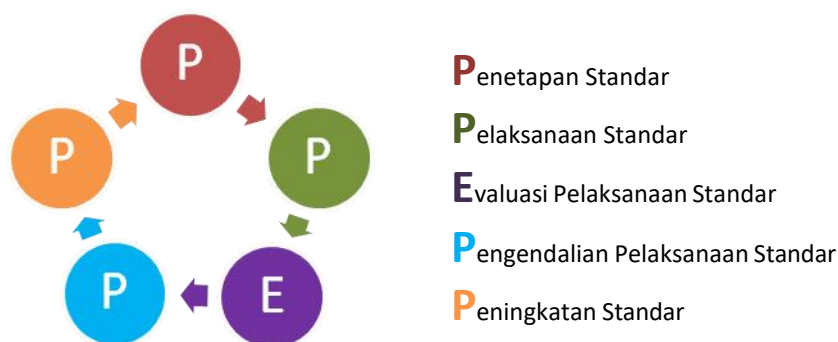 P
P
P
P
E
Penetapan Standar
Pelaksanaan Standar
Evaluasi Pelaksanaan Standar
Pengendalian Pelaksanaan Standar
Peningkatan Standar